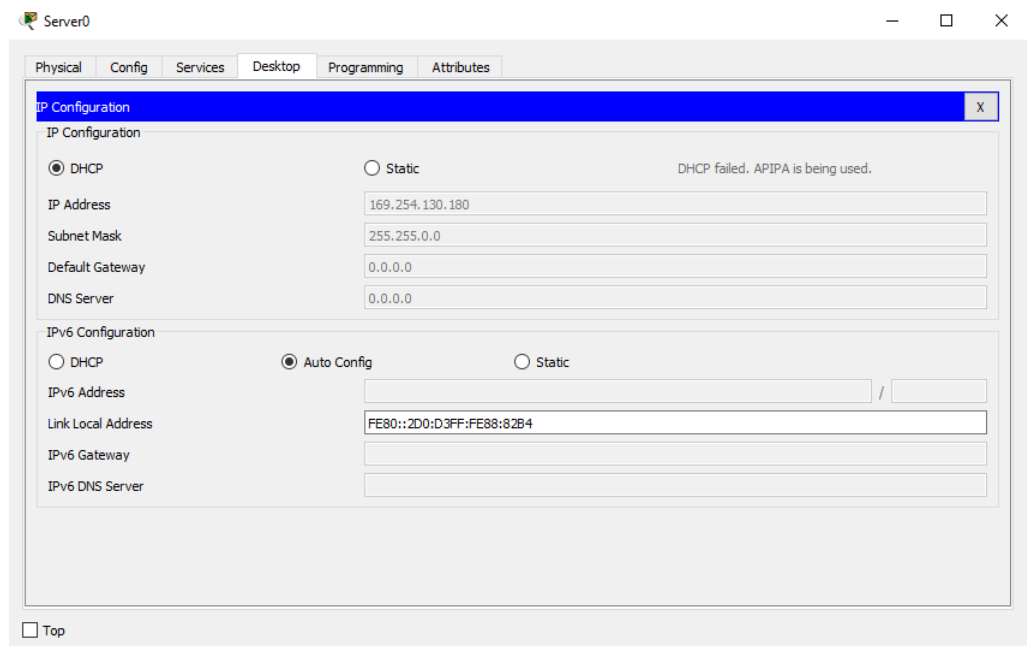 Server0
Physical Config Services Desktop Programming Attributes
IP Configuration X
IP Configuration
DHCP Static DHCP failed. APIPA is being used.
IP Address 169.254.130.180
Subnet Mask 255.255.0.0
Default Gateway 0.0.0.0
DNS Server 0.0.0.0
IPv6 Configuration
DHCP Auto Config Static
IPv6 Address /
Link Local Address FE80::2D0:D3FF:FE88:82B4
IPv6 Gateway
IPv6 DNS Server
Top